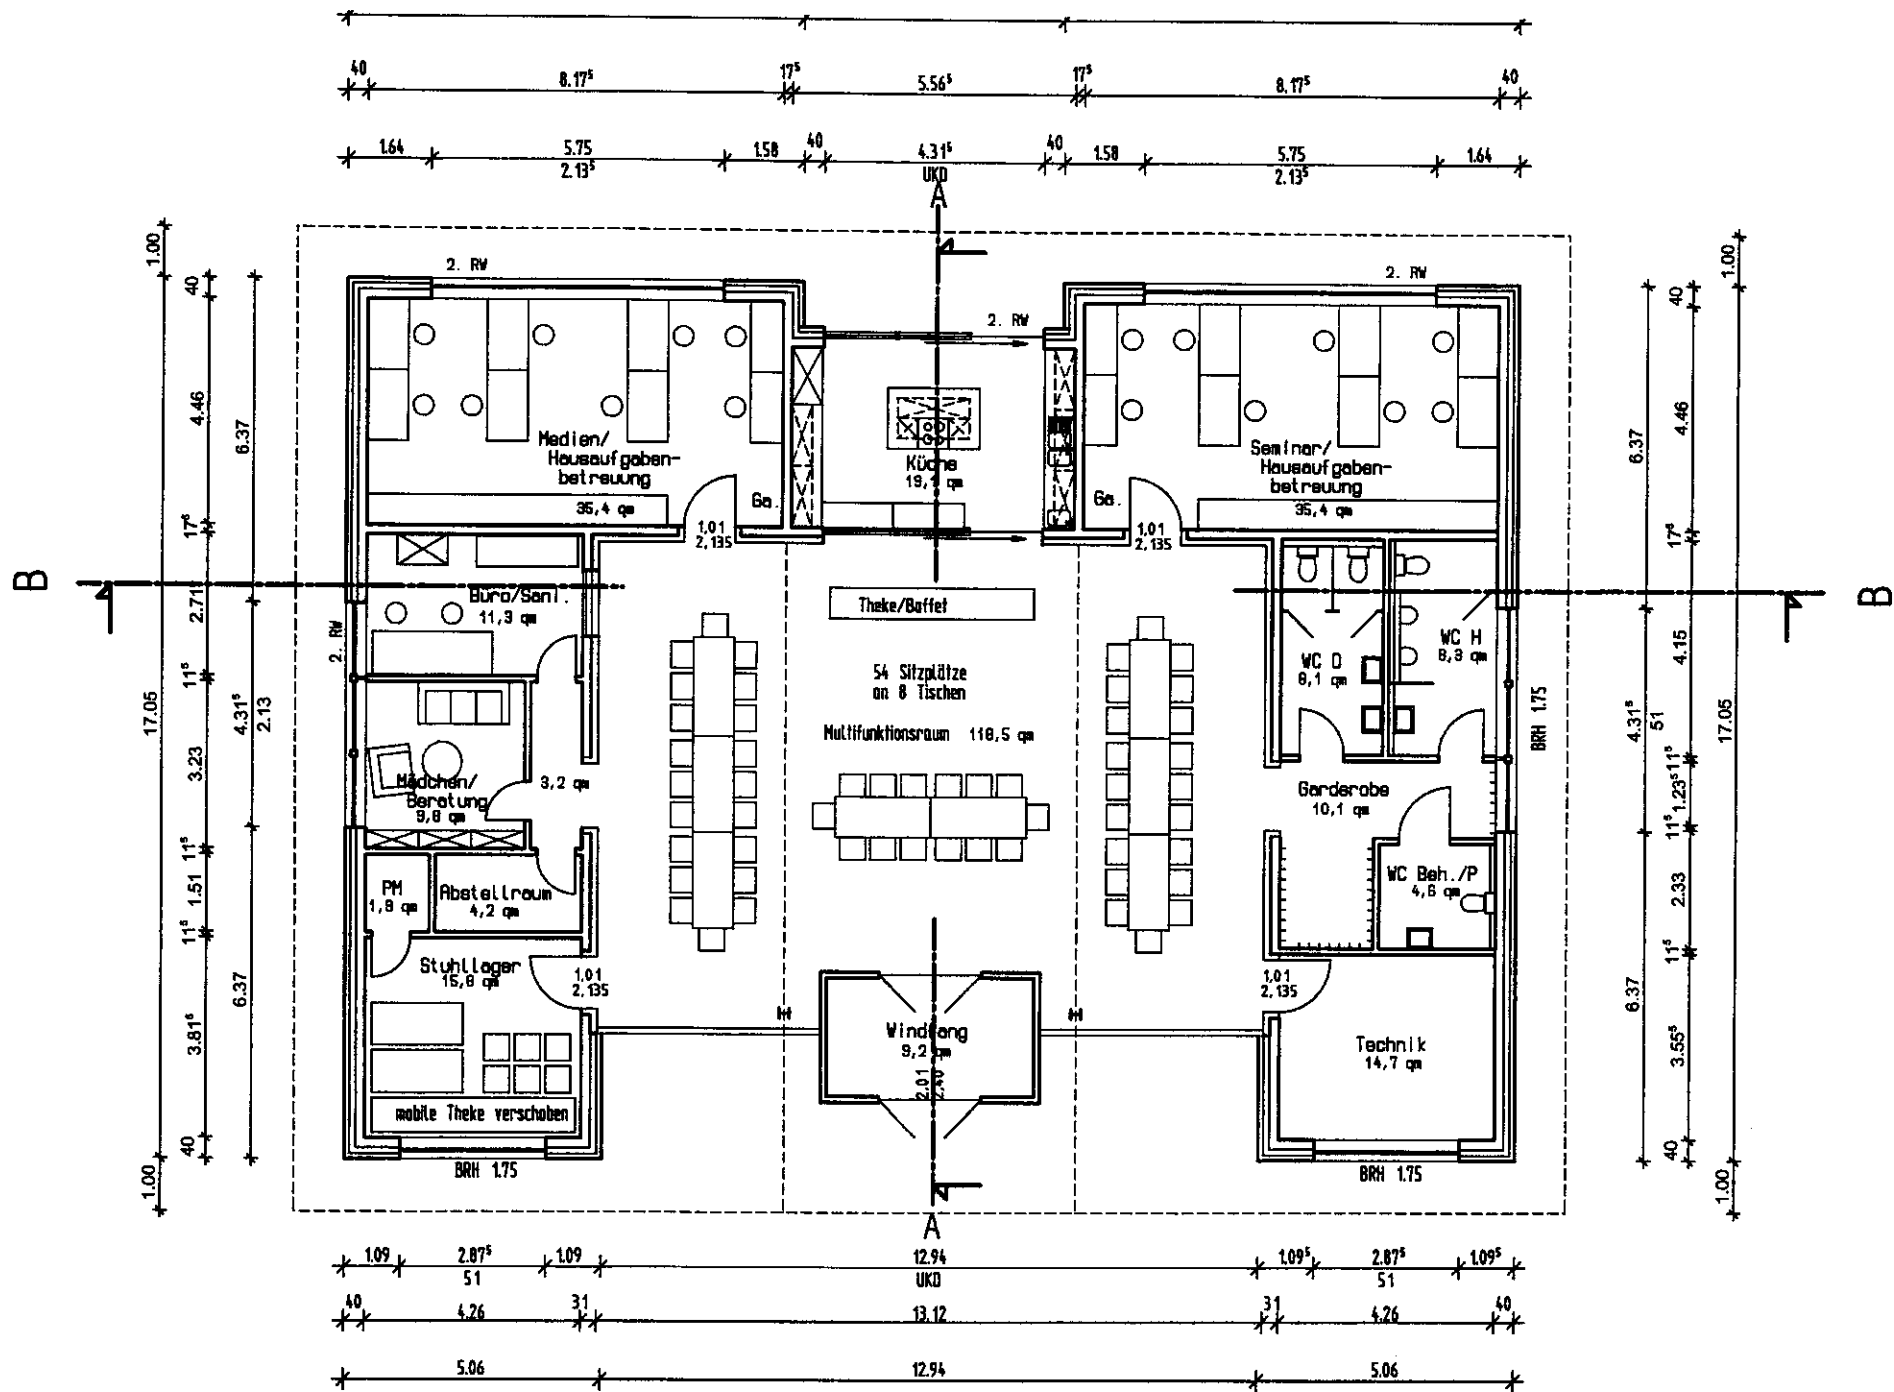 40 8.17⁵ 17⁵ 5.56⁵ 17⁵ 8.17⁵ 40
1.64 5.75 1.58 40 4.31⁵ 40 1.58 5.75 1.64
2.13⁵ UKD 2.13⁵
A
1.00 1.00
2. RW 2. RW
40 40
2. RW
4.46 6.37 6.37 4.46
Medien/
Hausaufgaben-
betreuung
35,4 qm
Ga.
1,01
2,135
Küche
19,1 qm
Seminar/
Hausaufgaben-
betreuung
35,4 qm
Ga.
1,01
2,135
17⁵ 17⁵
B B
2.71⁵
Büro/Sani.
11,3 qm
Theke/Buffet
2. RW
54 Sitzplätze
an 8 Tischen
WC D
8,1 qm
WC H
8,3 qm
4.15
11⁵
17.05 4.31⁵
2.13
3.23
Multifunktionsraum 118,5 qm
BRH 1.75
4.31⁵
51
17.05
Mädchen/
Beratung
9,8 qm
3,2 qm
Garderobe
10,1 qm
11⁵
1.23⁵
11⁵
11⁵
1.51
11⁵
PM
1,9 qm
Abstellraum
4,2 qm
WC Beh./P
4,6 qm
2.33
11⁵
Stuhllager
15,8 qm
1,01
2,135
1,01
2,135
6.37 6.37
3.81⁵
Windfang
9,2 qm
2,01
2,40
Technik
14,7 qm
3.55⁵
mobile Theke verschoben
40 40
BRH 1.75 BRH 1.75
1.00 1.00
A
1.09 2.87⁵ 1.09 12.94 1.09⁵ 2.87⁵ 1.09⁵
51 UKD 51
40 4.26 31 13.12 31 4.26 40
5.06 12.94 5.06